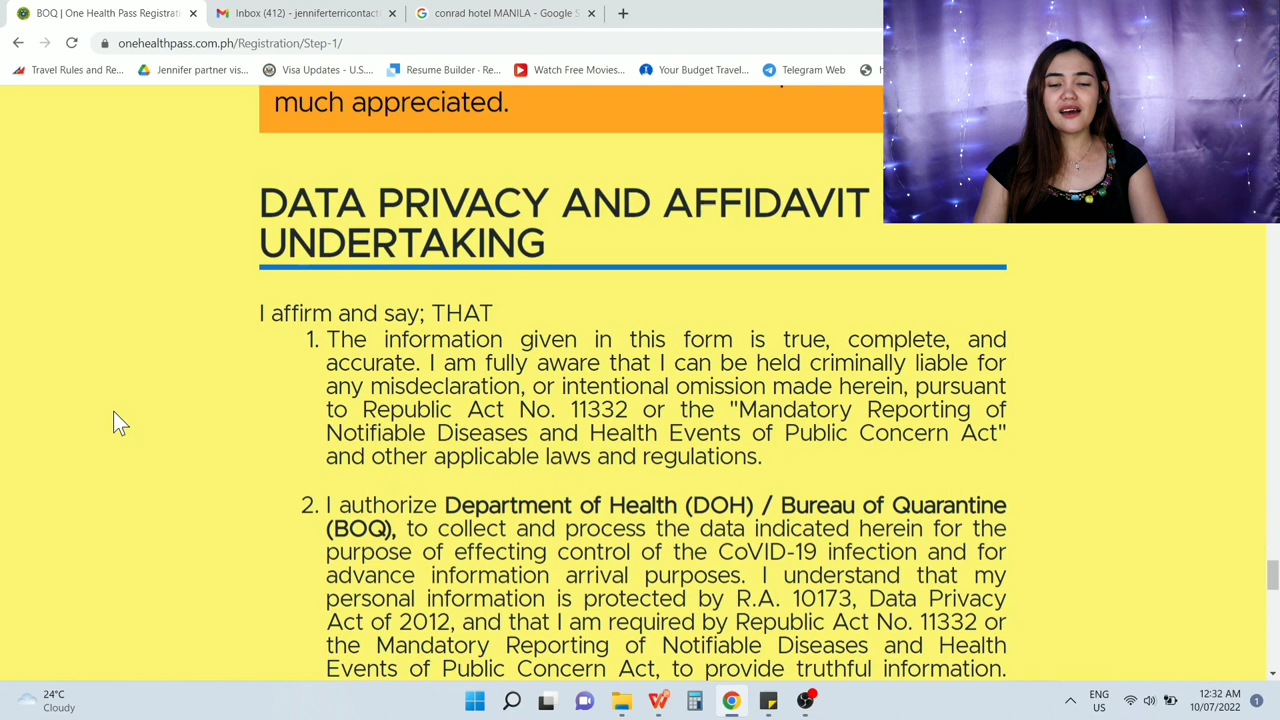 BOQ | One Health Pass Registrati
Inbox (412) - jenniferterricontact
conrad hotel MANILA - Google S
onehealthpass.com.ph/Registration/Step-1/
Travel Rules and Re...
Jennifer partner vis...
Visa Updates - U.S....
Resume Builder - Re...
Watch Free Movies...
Your Budget Travel...
Telegram Web
much appreciated.
DATA PRIVACY AND AFFIDAVIT
UNDERTAKING
I affirm and say; THAT
1. The information given in this form is true, complete, and
accurate. I am fully aware that I can be held criminally liable for
any misdeclaration, or intentional omission made herein, pursuant
to Republic Act No. 11332 or the "Mandatory Reporting of
Notifiable Diseases and Health Events of Public Concern Act"
and other applicable laws and regulations.
2. I authorize Department of Health (DOH) / Bureau of Quarantine
(BOQ), to collect and process the data indicated herein for the
purpose of effecting control of the CoVID-19 infection and for
advance information arrival purposes. I understand that my
personal information is protected by R.A. 10173, Data Privacy
Act of 2012, and that I am required by Republic Act No. 11332 or
the Mandatory Reporting of Notifiable Diseases and Health
Events of Public Concern Act, to provide truthful information.
24°C
Cloudy
ENG
US
12:32 AM
10/07/2022
1